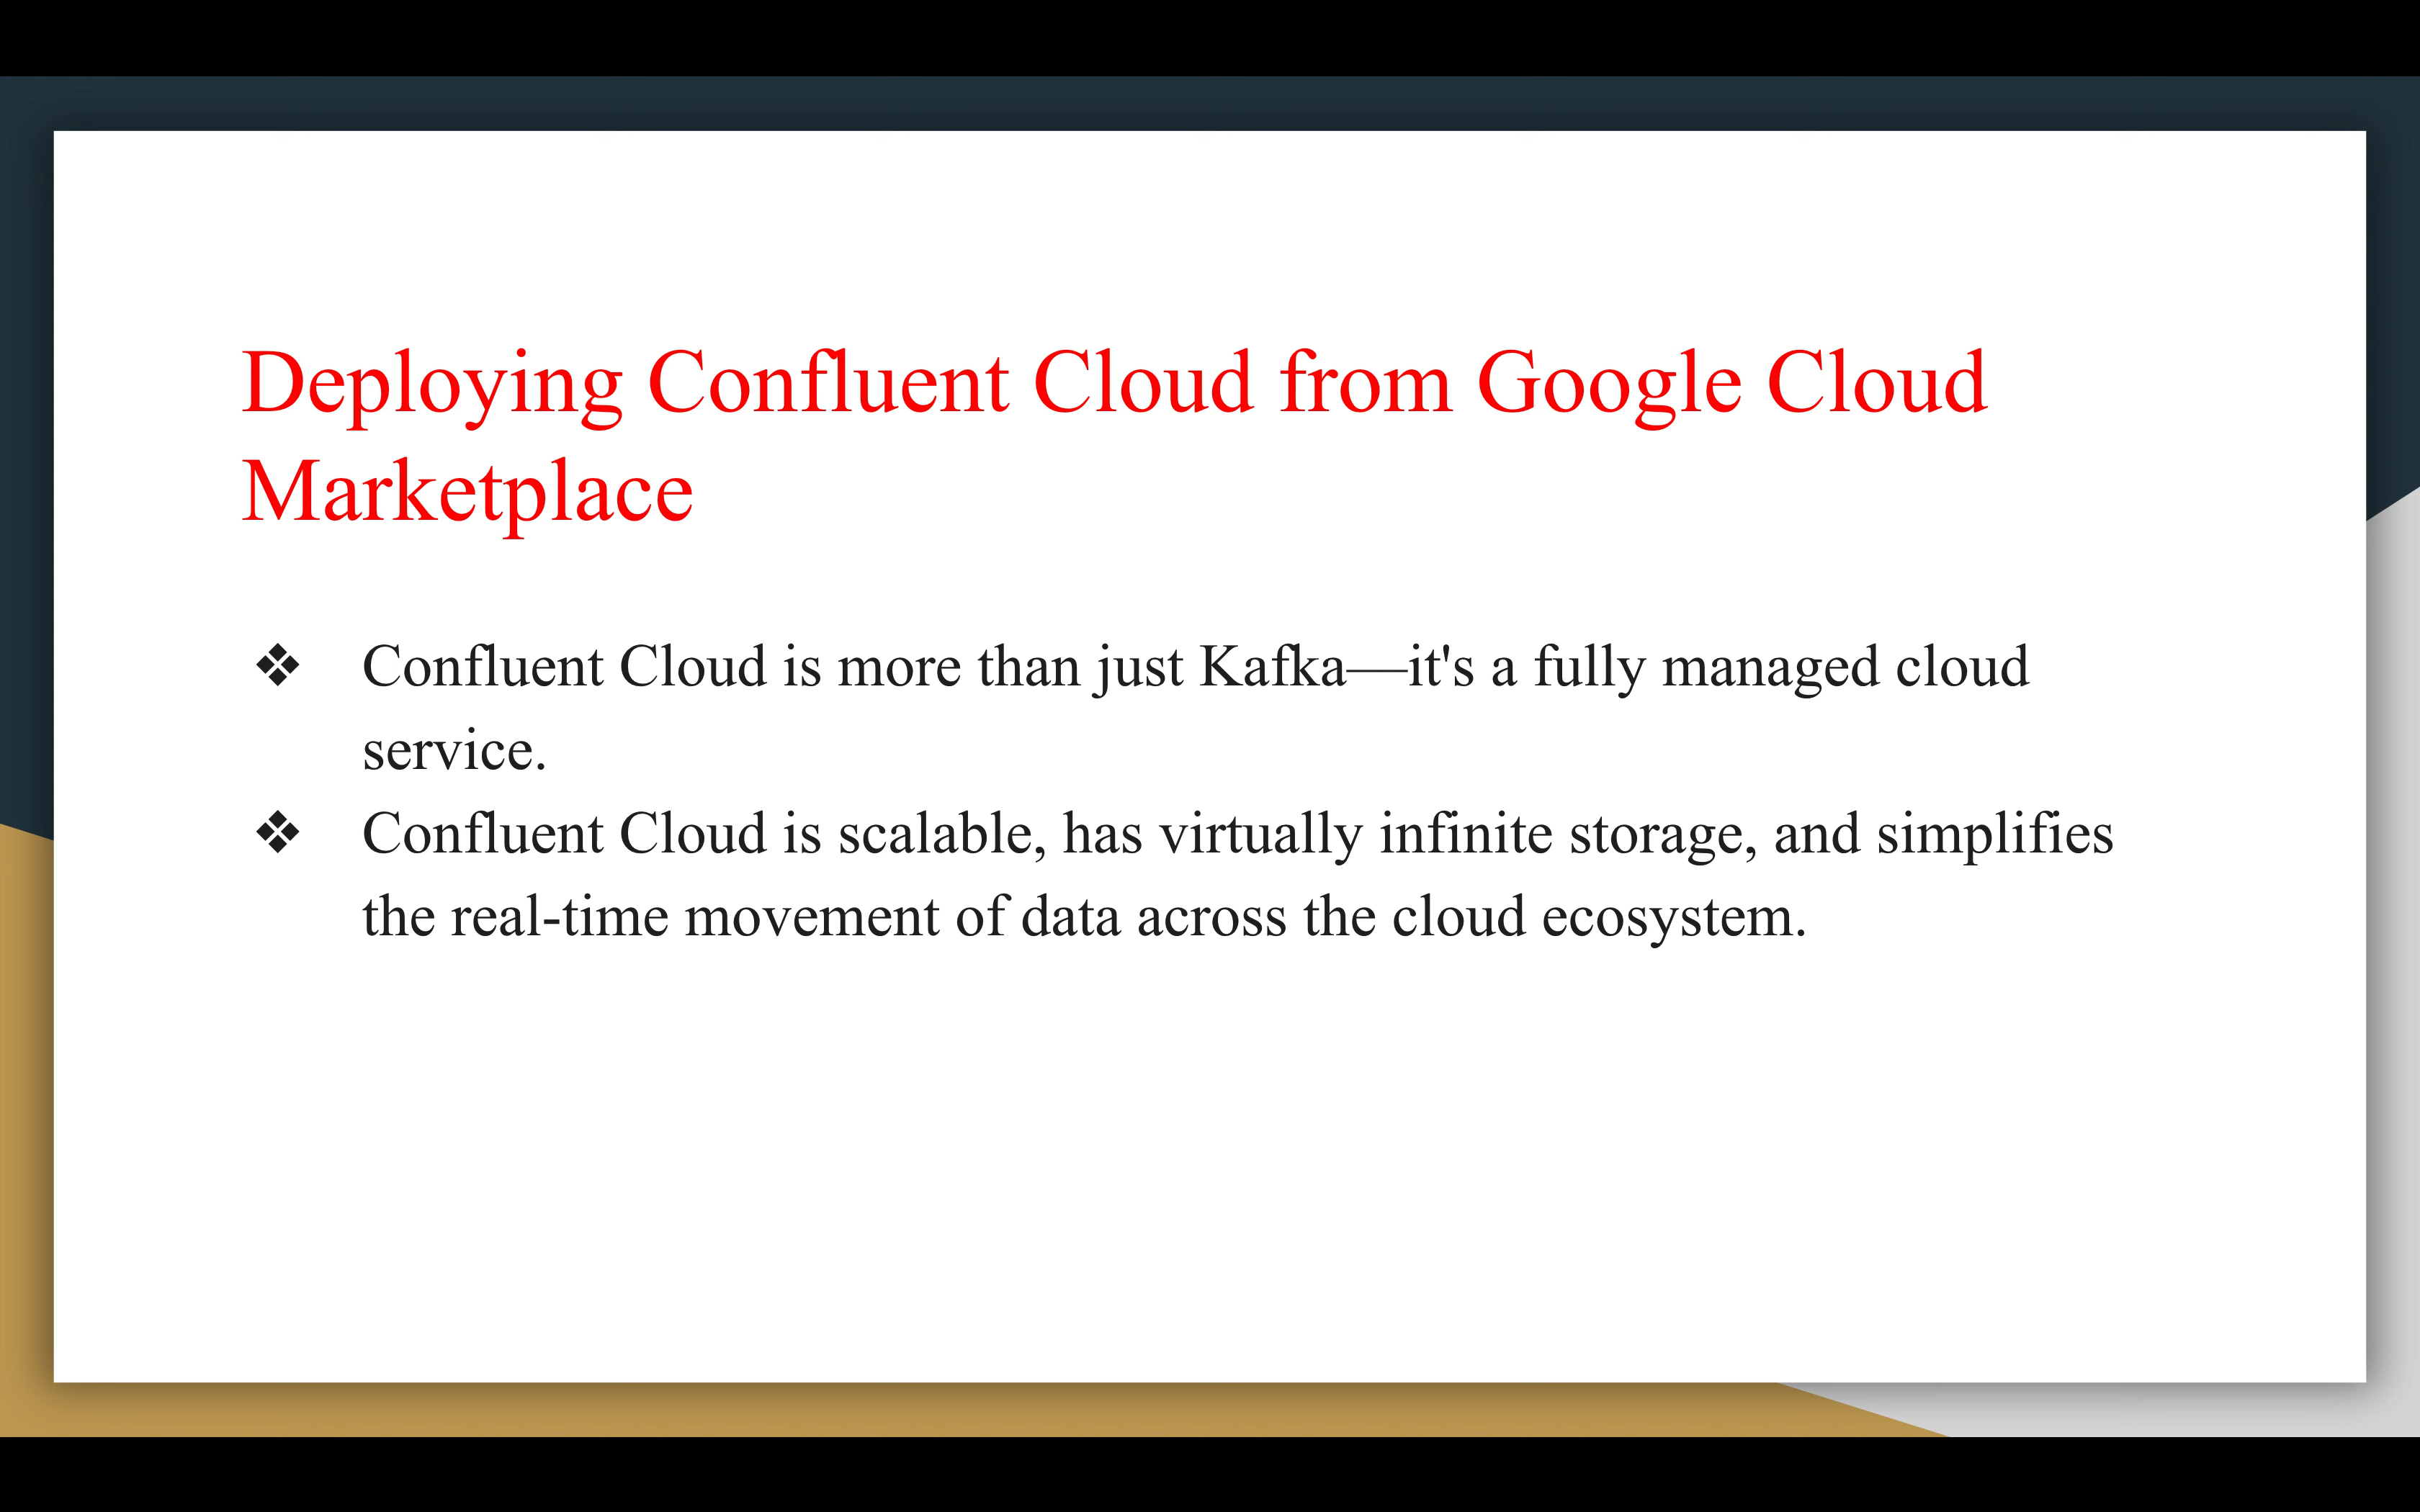 Deploying Confluent Cloud from Google Cloud
Marketplace
❖ Confluent Cloud is more than just Kafka—it's a fully managed cloud
service.
❖ Confluent Cloud is scalable, has virtually infinite storage, and simplifies
the real-time movement of data across the cloud ecosystem.